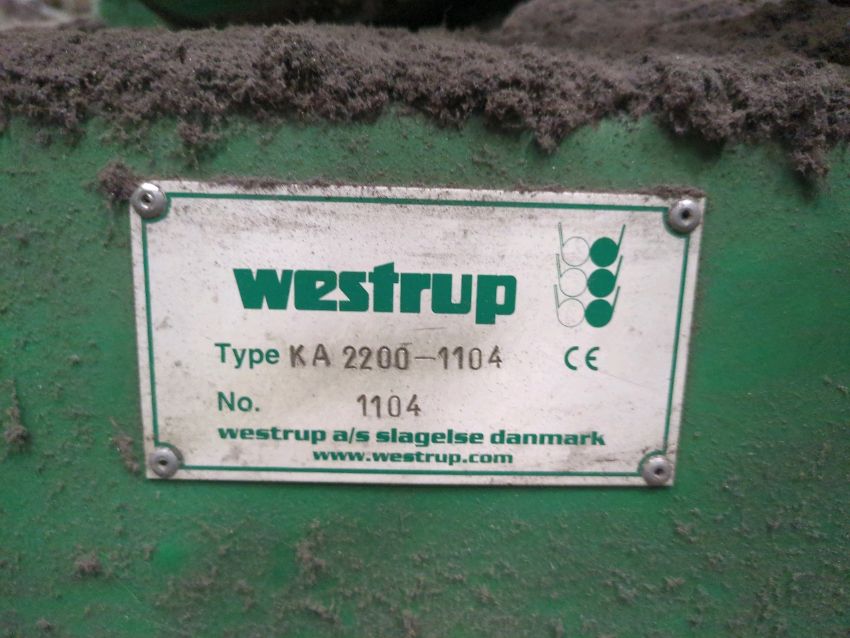 westrup
Type KA 2200-1104 CE
No. 1104
westrup a/s slagelse danmark
www.westrup.com